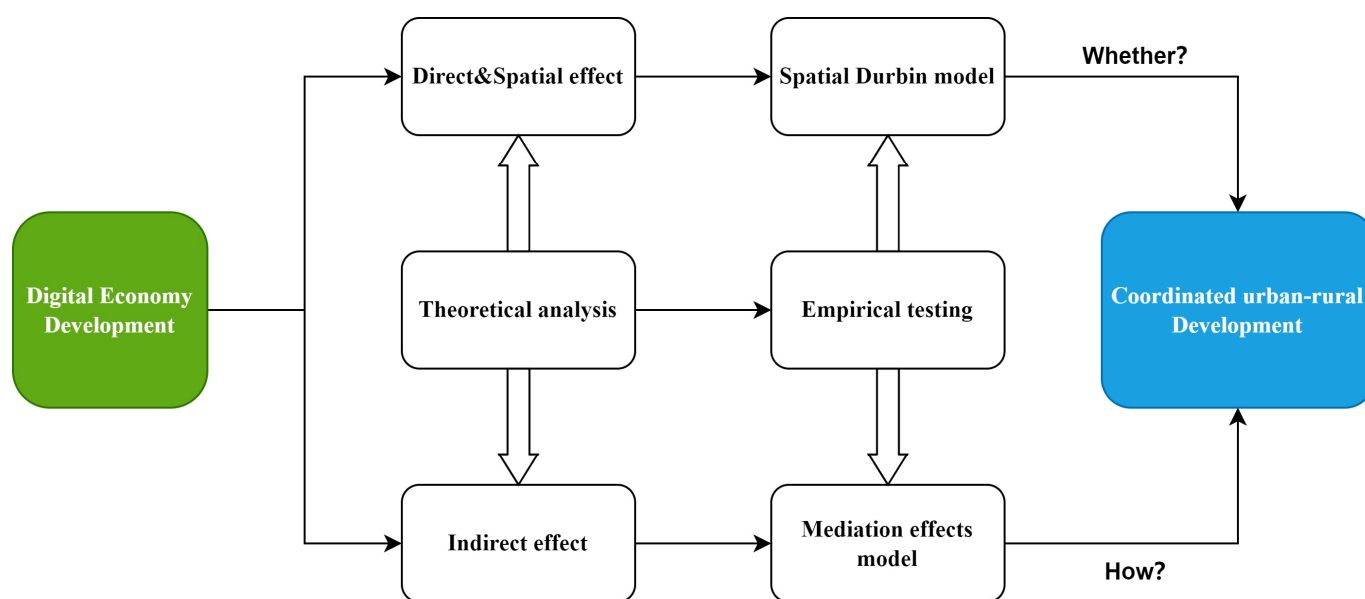 Direct&Spatial effect
Spatial Durbin model
Whether?
Digital Economy
Development
Theoretical analysis
Empirical testing
Coordinated urban-rural
Development
Indirect effect
Mediation effects
model
How?